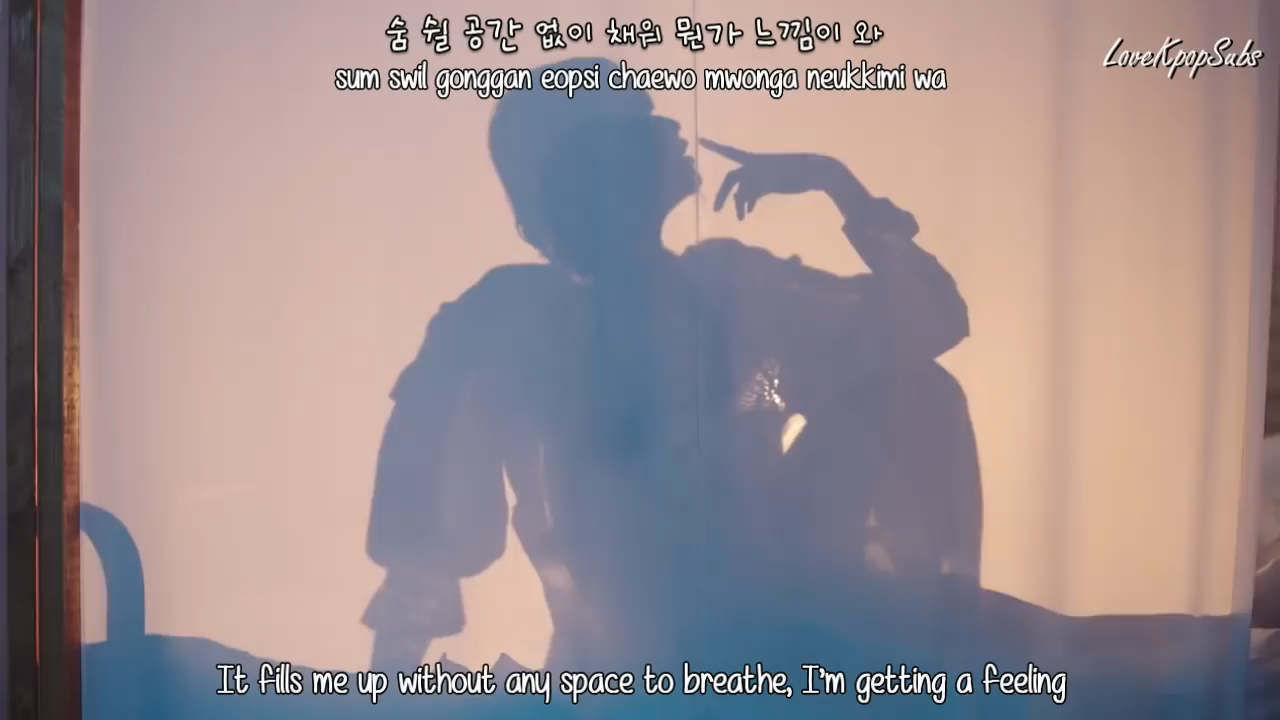 숨 쉴 공간 없이 채워 뭔가 느낌이 와
LoveKpopSubs
sum swil gonggan eopsi chaewo mwonga neukkimi wa
It fills me up without any space to breathe, I'm getting a feeling